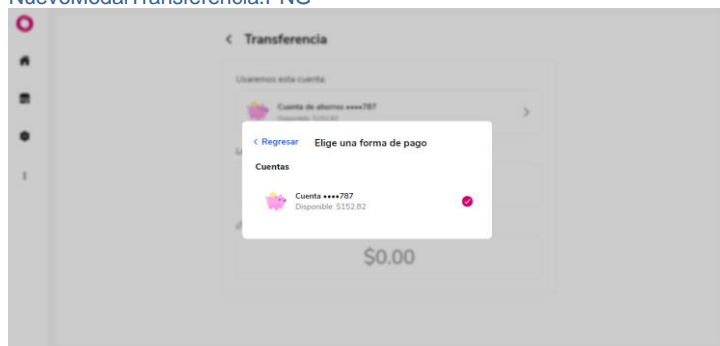 NuevoModalTransferencia.PNG
Transferencia
Usaremos esta cuenta:
Cuenta de ahorros ••••787
< Regresar Elige una forma de pago
Cuentas
Cuenta ••••787
Disponible: $152.82
$0.00